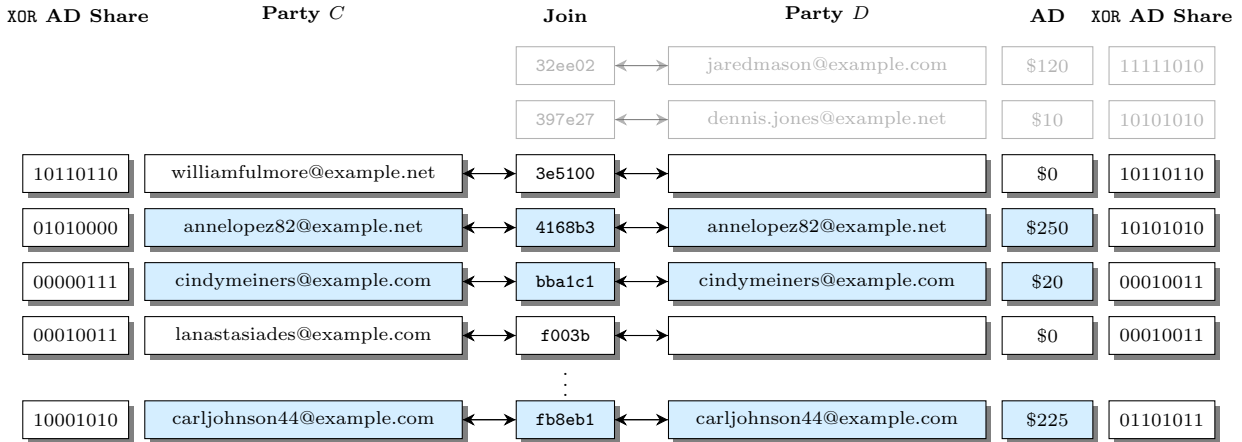 XOR AD Share Party C Join Party D AD XOR AD Share
32ee02 jaredmason@example.com $120 11111010
397e27 dennis.jones@example.net $10 10101010
10110110 williamfulmore@example.net 3e5100 $0 10110110
01010000 annelopez82@example.net 4168b3 annelopez82@example.net $250 10101010
00000111 cindymeiners@example.com bba1c1 cindymeiners@example.com $20 00010011
00010011 lanastasiades@example.com f003b $0 00010011
⋮
10001010 carljohnson44@example.com fb8eb1 carljohnson44@example.com $225 01101011